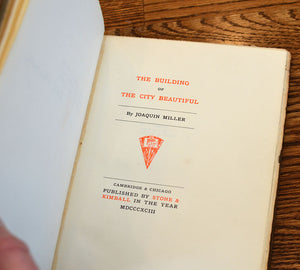 THE BUILDING
OF
THE CITY BEAUTIFUL
By JOAQUIN MILLER
CAMBRIDGE & CHICAGO
PUBLISHED BY STONE &
KIMBALL IN THE YEAR
MDCCCXCIII